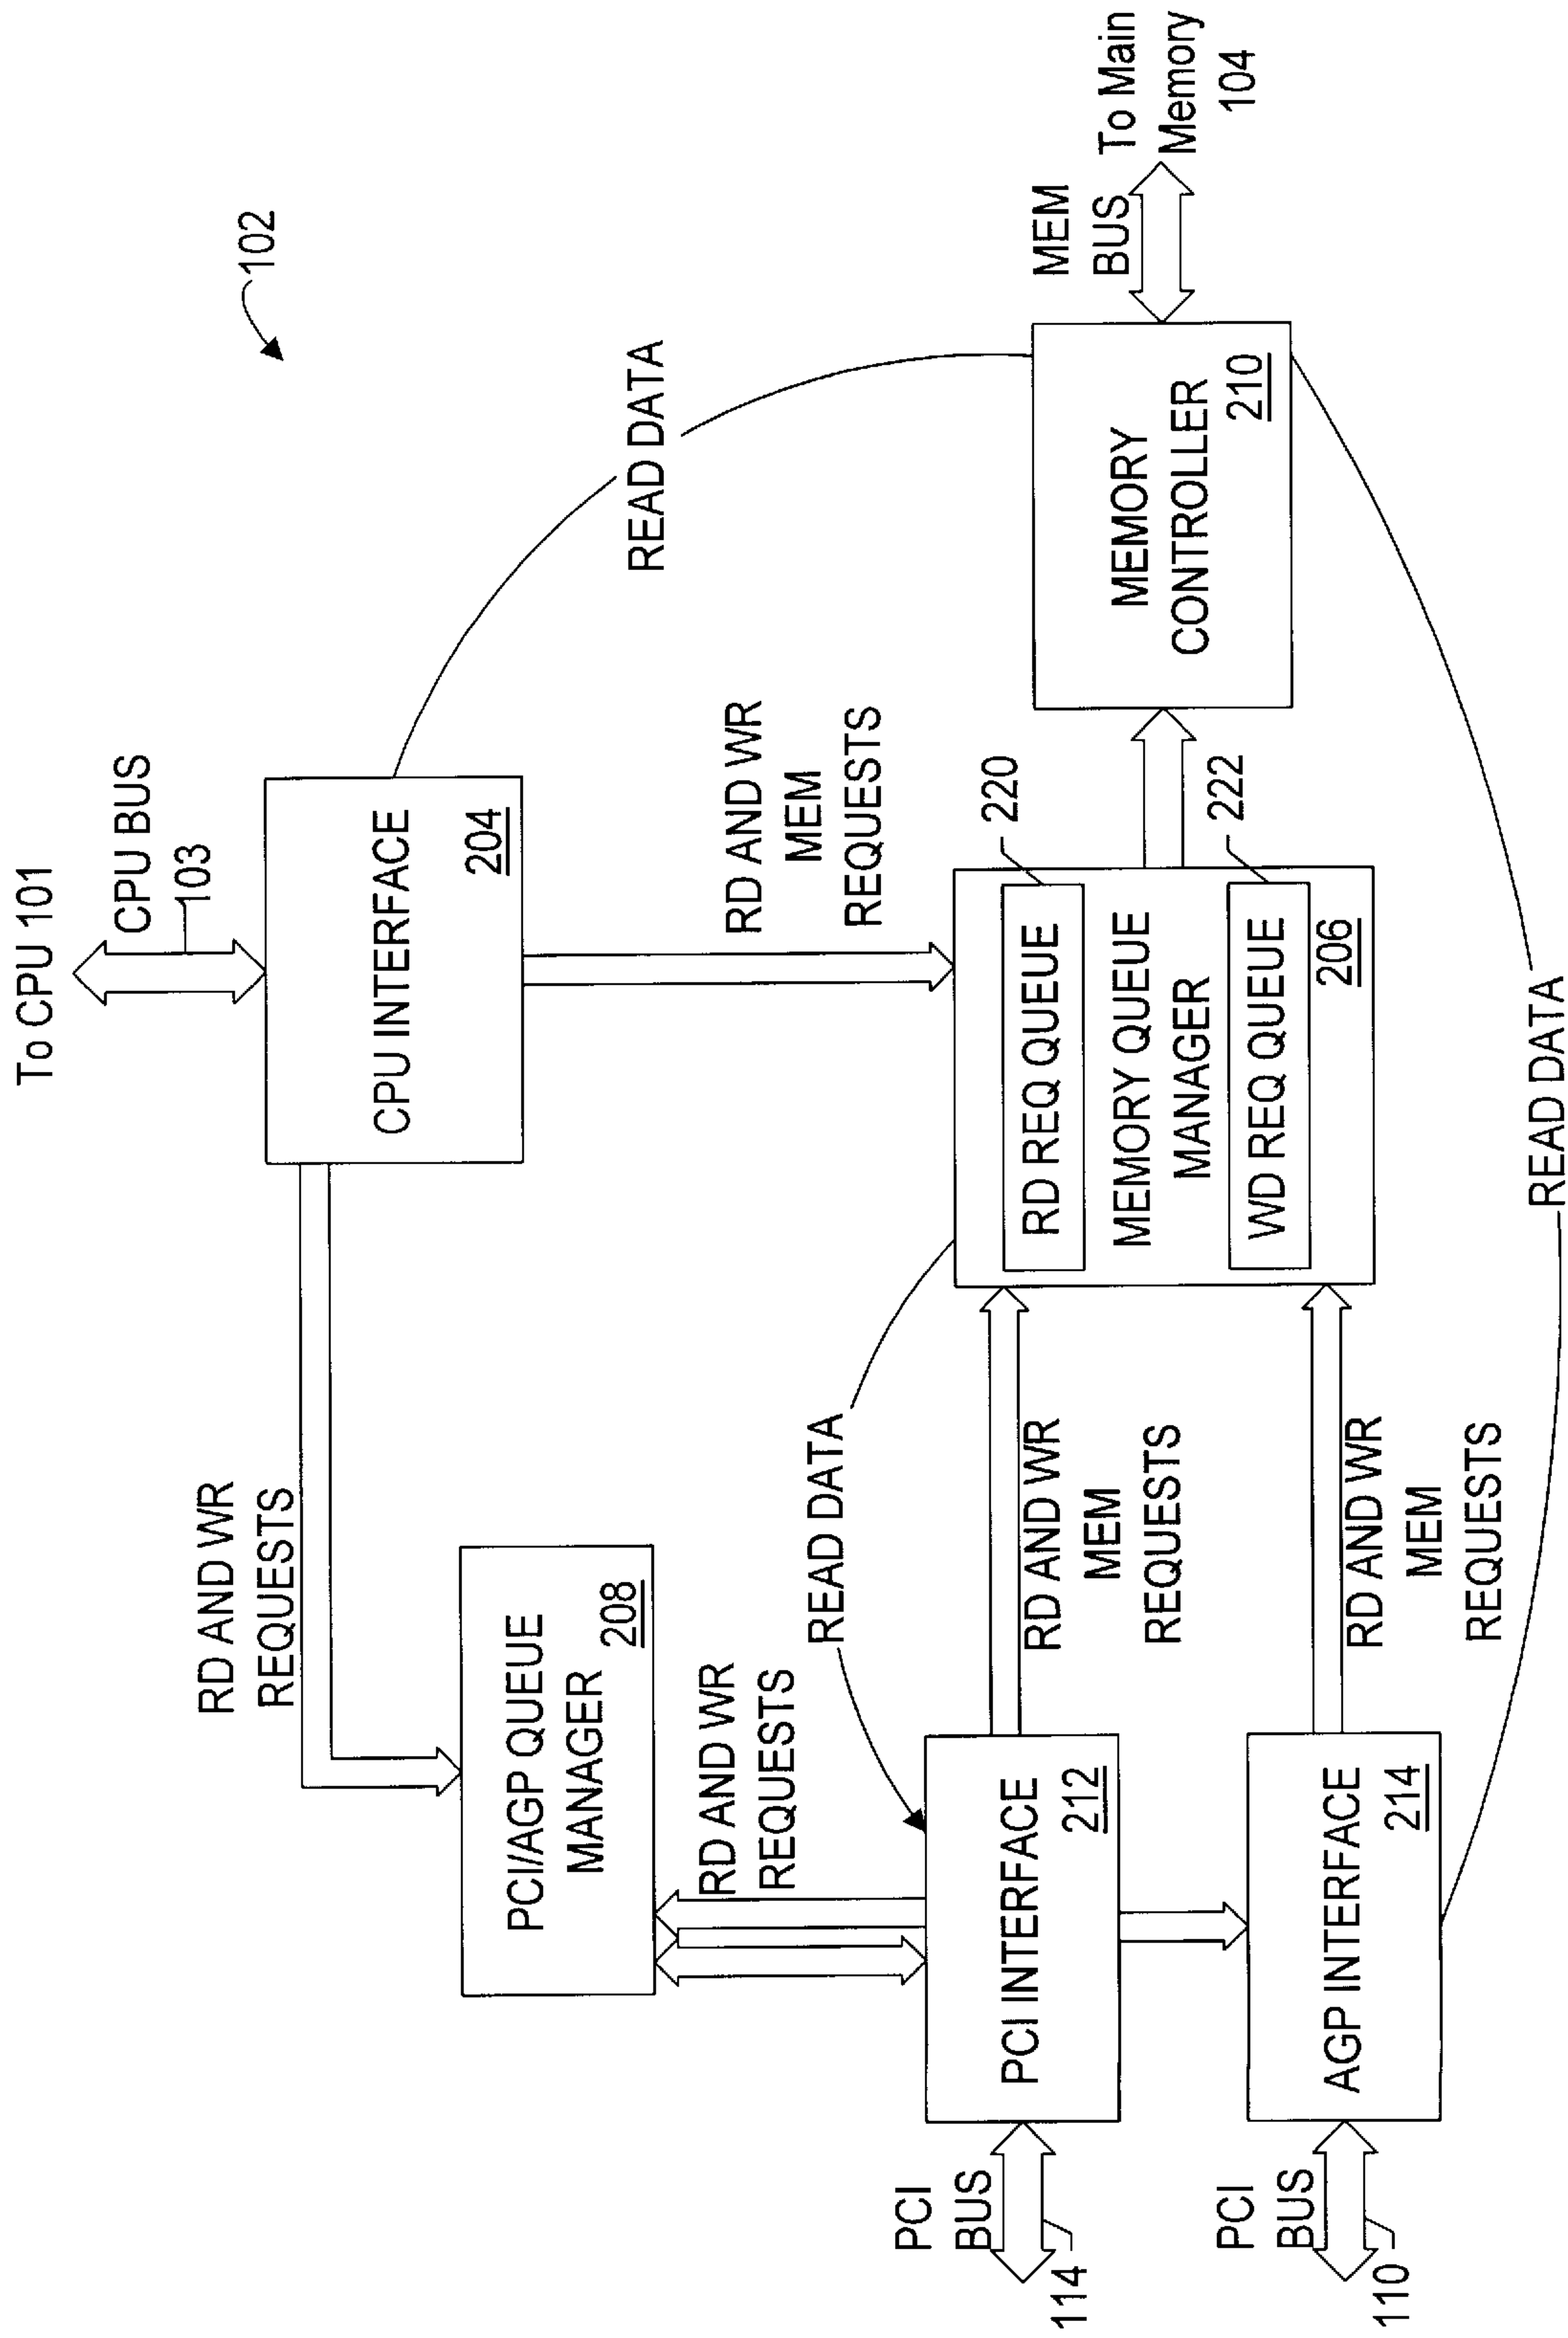 To CPU 101
CPU BUS
103
102
CPU INTERFACE
204
RD AND WR
REQUESTS
PCI/AGP QUEUE
MANAGER
208
RD AND WR
REQUESTS
READ DATA
RD AND WR
MEM
REQUESTS
READ DATA
MEM
BUS
To Main
Memory
104
PCI
BUS
114
PCI INTERFACE
212
RD AND WR
MEM
REQUESTS
RD REQ QUEUE
220
MEMORY QUEUE
MANAGER
WD REQ QUEUE
222
206
MEMORY
CONTROLLER
210
PCI
BUS
110
AGP INTERFACE
214
RD AND WR
MEM
REQUESTS
READ DATA